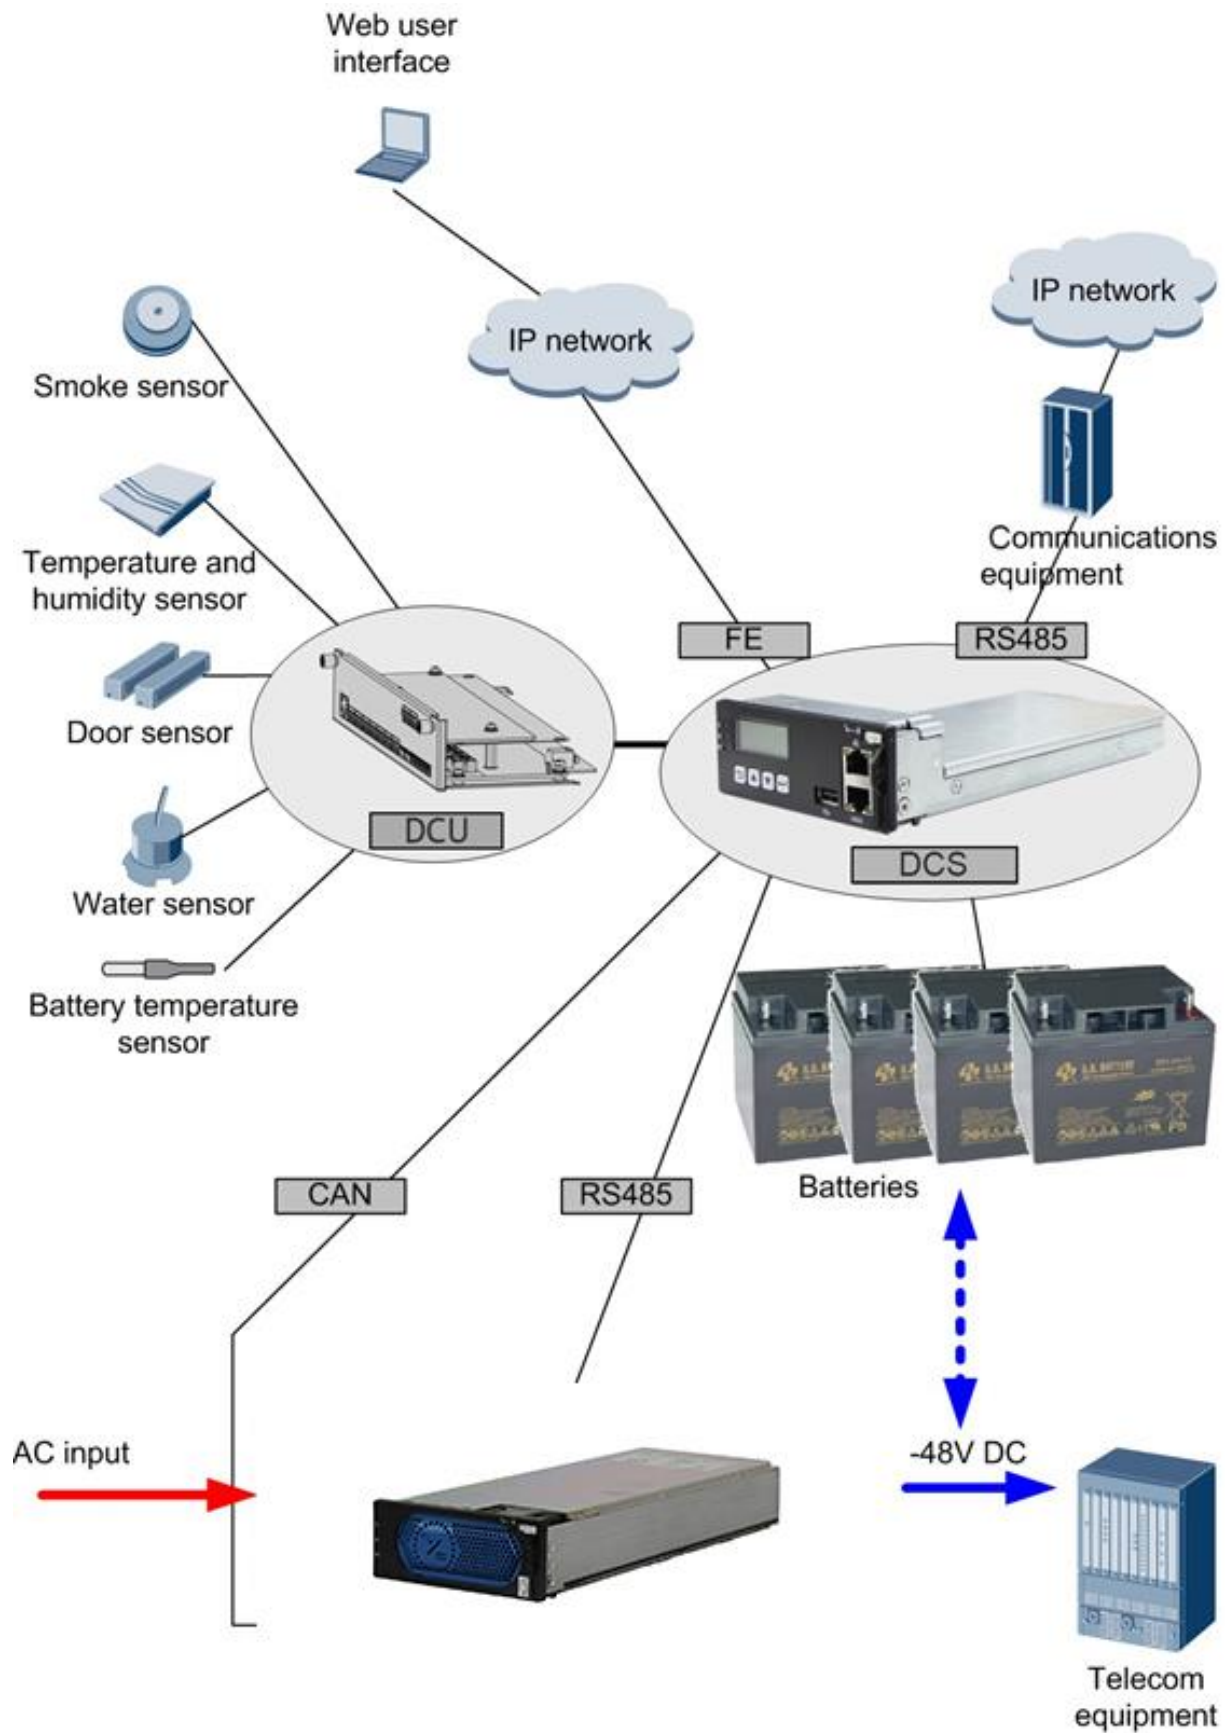 Web user
interface
IP network
IP network
Smoke sensor
Temperature and
humidity sensor
Communications
equipment
FE
RS485
Door sensor
DCU
DCS
Water sensor
Battery temperature
sensor
CAN
RS485
Batteries
AC input
-48V DC
Telecom
equipment